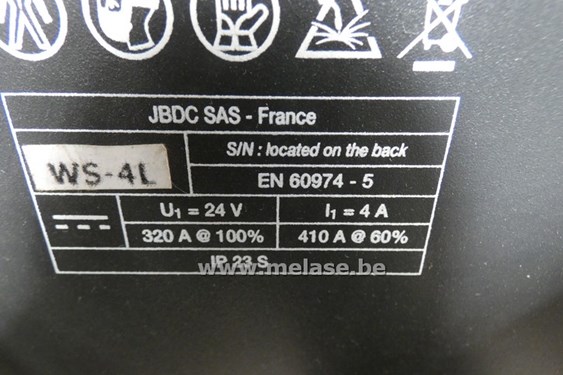 JBDC SAS - France
S/N : located on the back
WS-4L
EN 60974 - 5
U1 = 24 V
I1 = 4 A
320 A @ 100%
410 A @ 60%
IP 23 S
www.melase.be